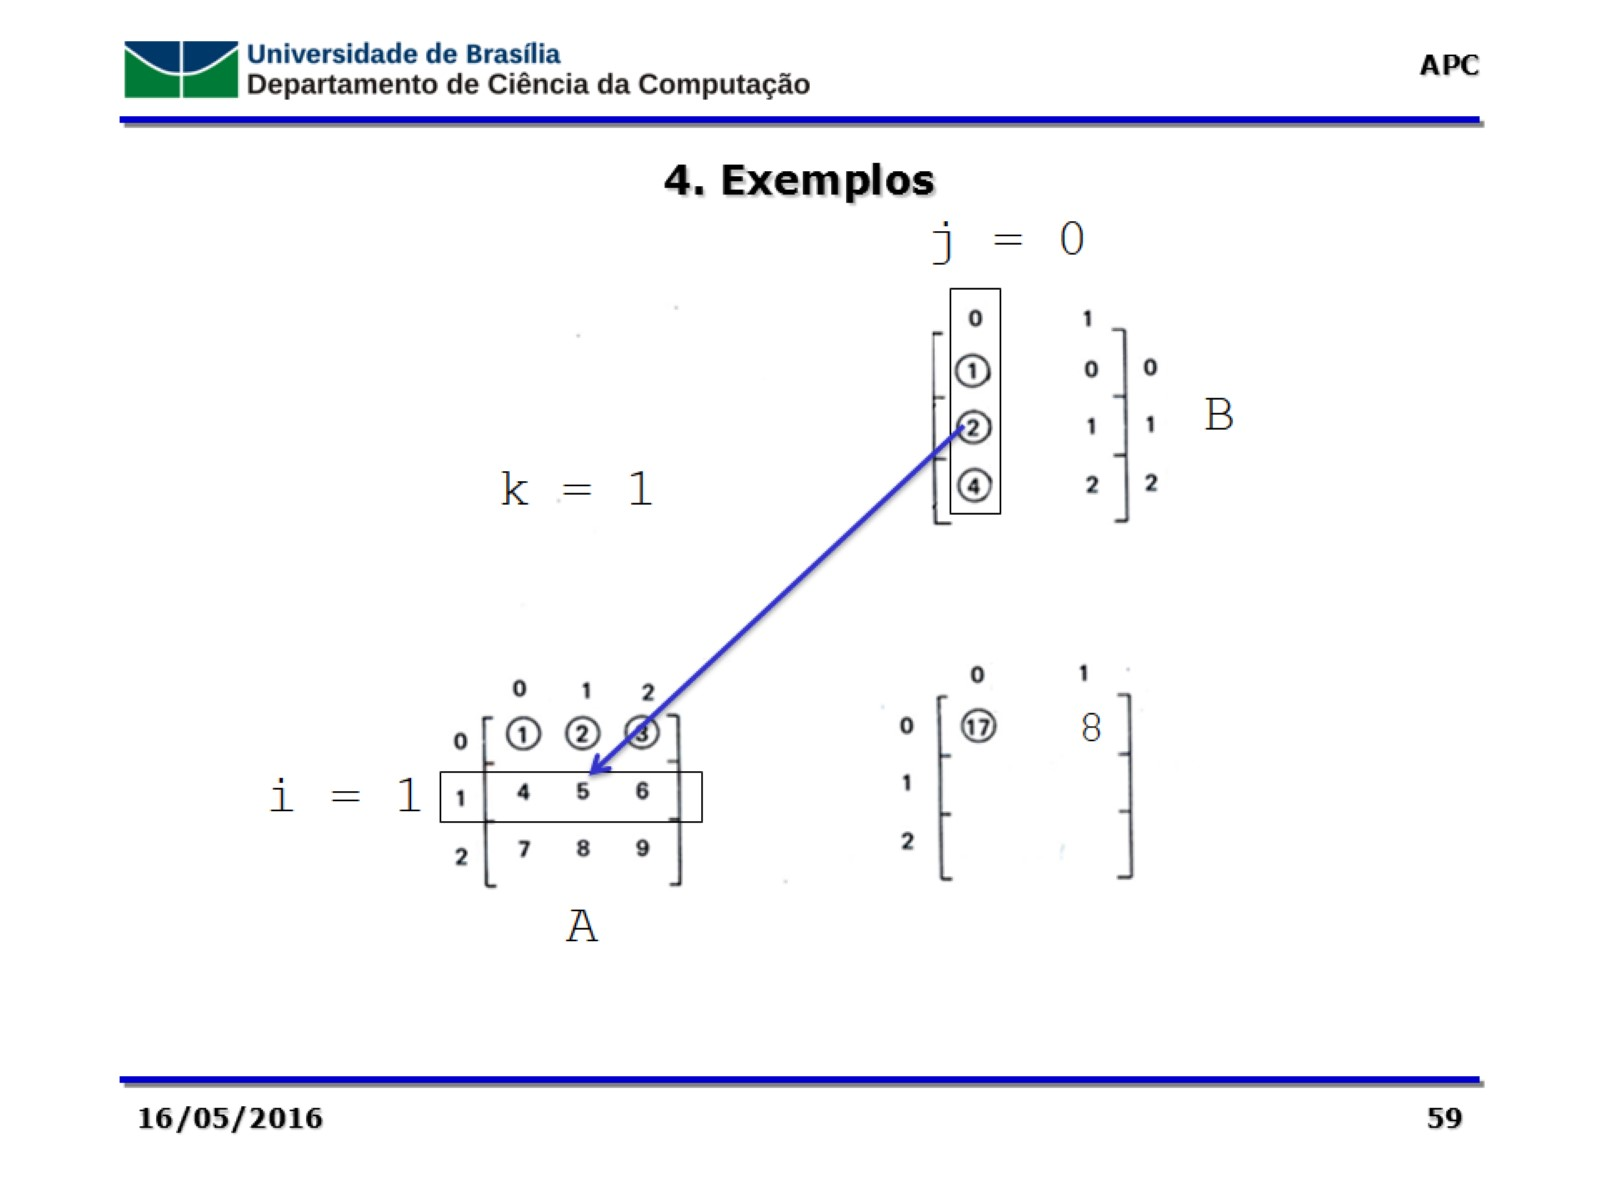 Universidade de Brasília
Departamento de Ciência da Computação
APC
4. Exemplos
j = 0
0 1
1 0 0
2 1 1
4 2 2
B
k = 1
0 1 2
0 1 2 3
i = 1
1 4 5 6
2 7 8 9
A
0 1
0 17 8
1
2
16/05/2016
59